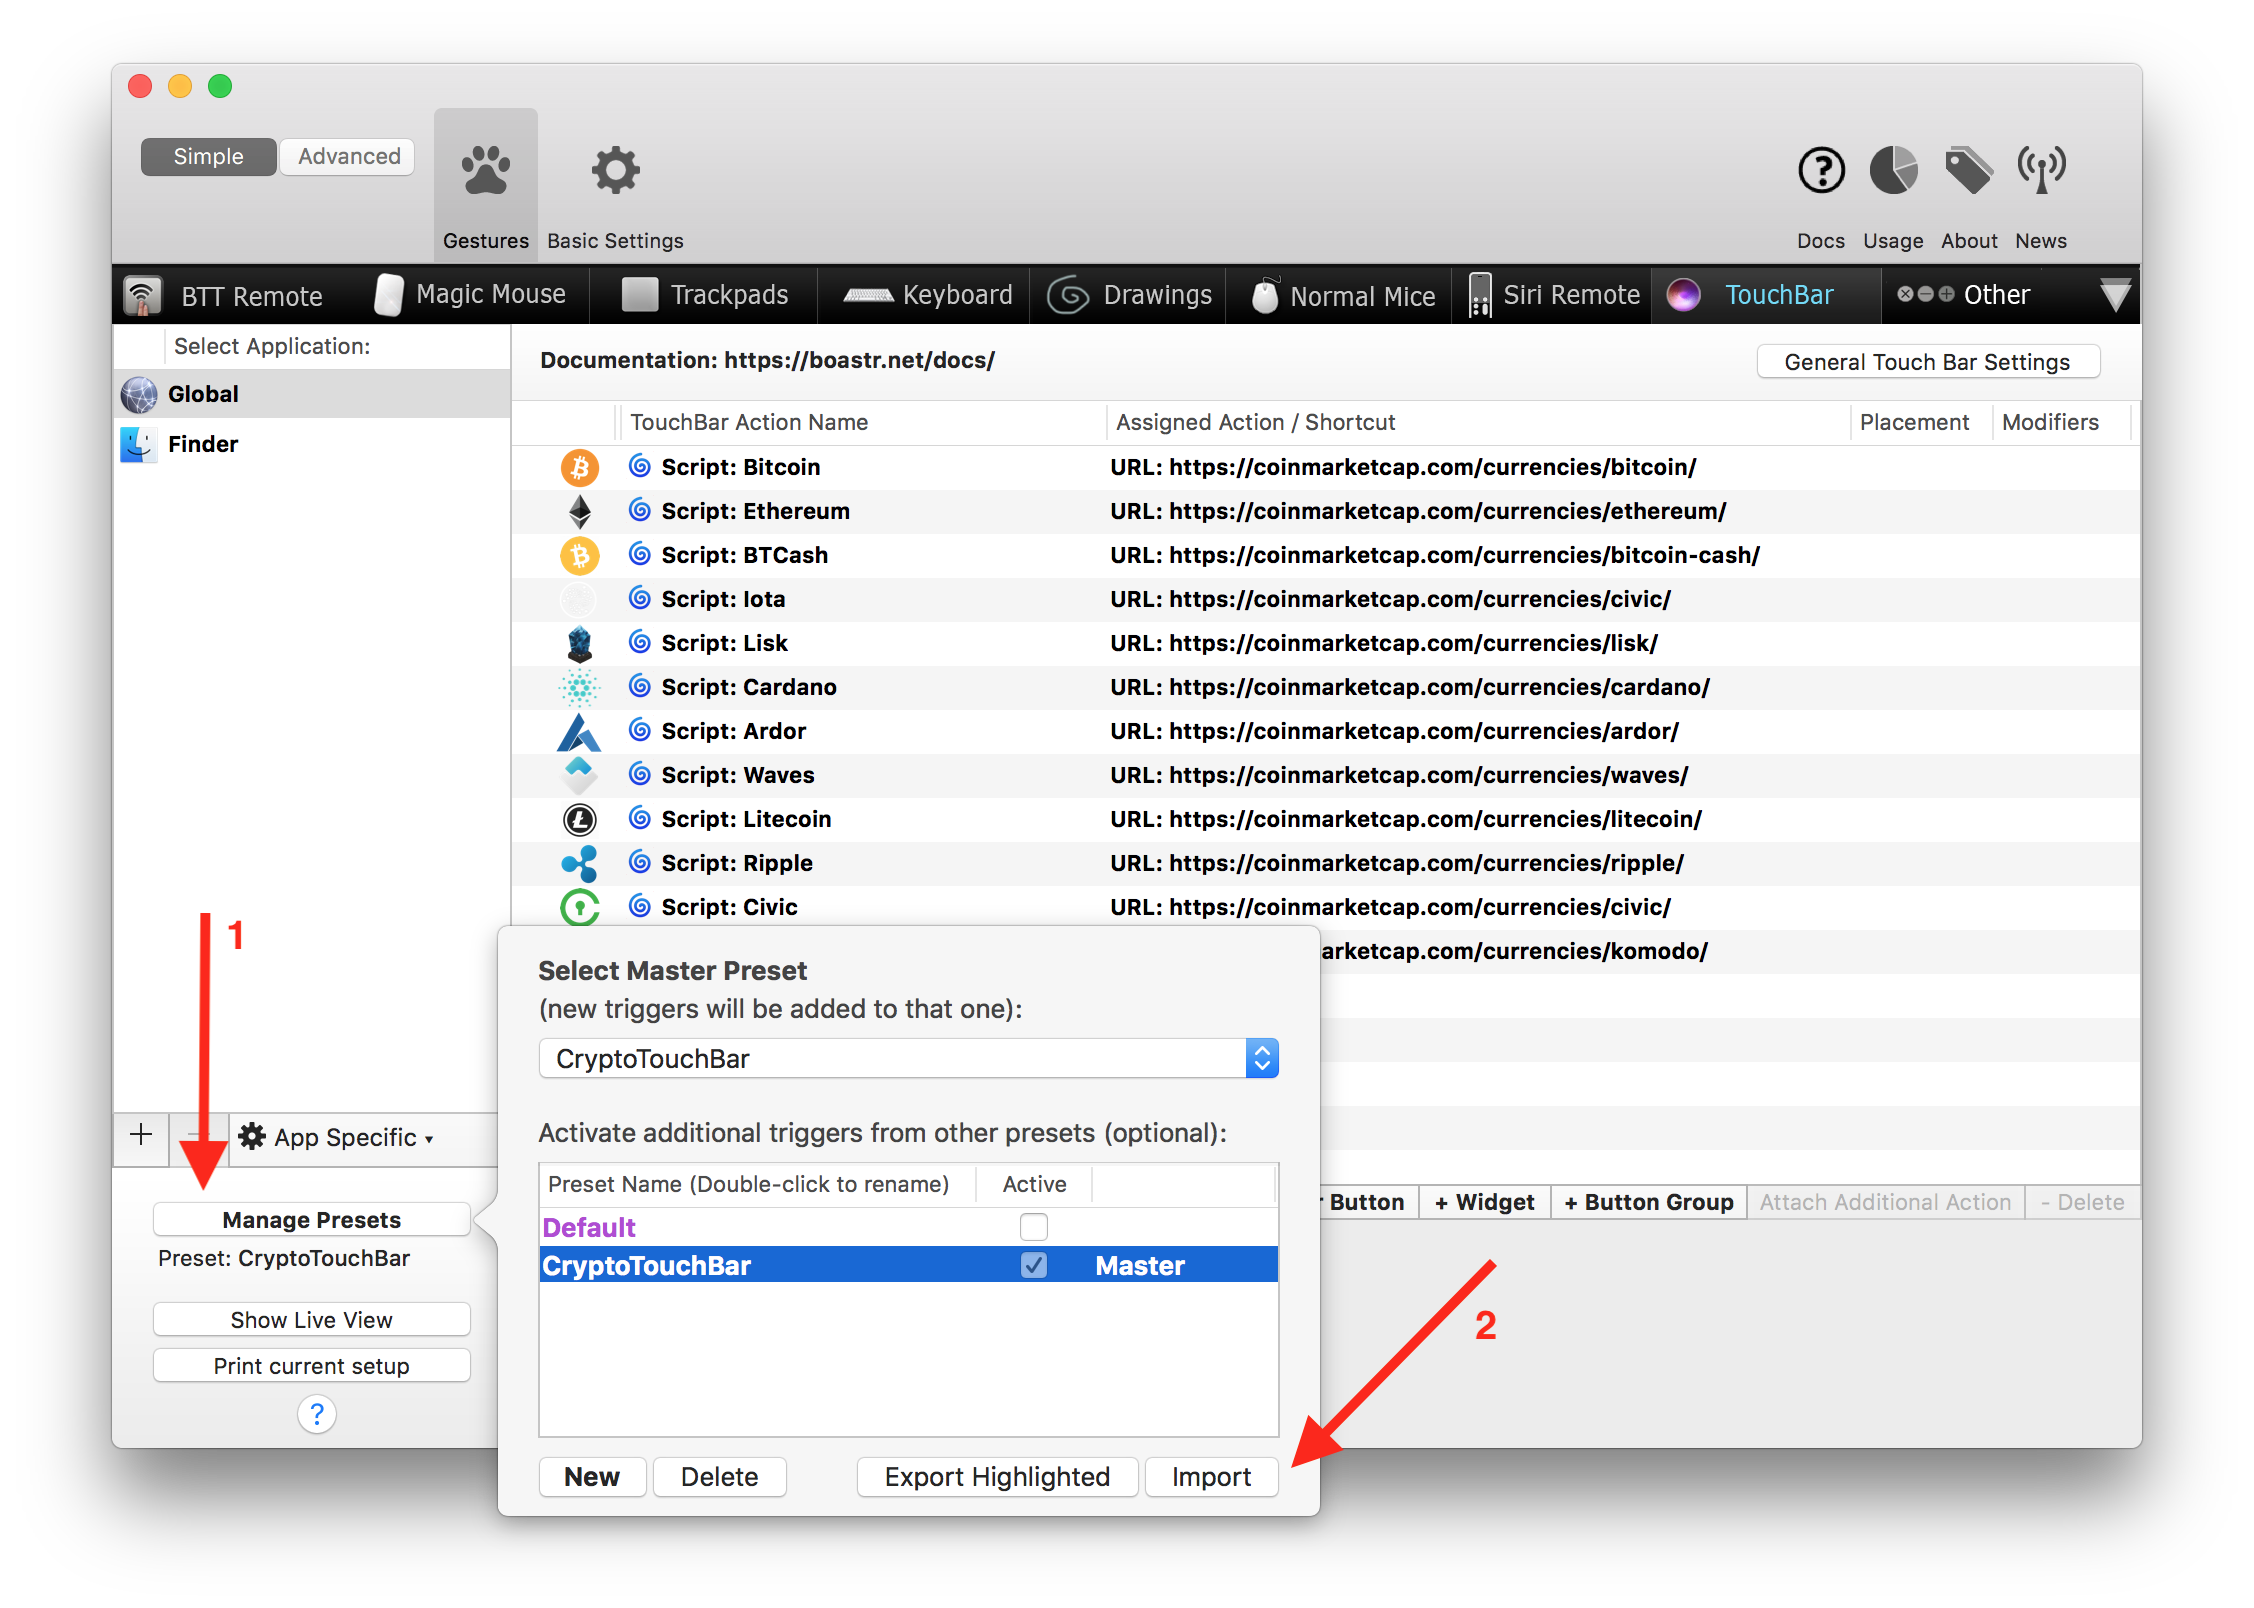 Simple
Advanced
Gestures
Basic Settings
Docs
Usage
About
News
BTT Remote
Magic Mouse
Trackpads
Keyboard
Drawings
Normal Mice
Siri Remote
TouchBar
Other
Select Application:
Global
Finder
Documentation: https://boastr.net/docs/
General Touch Bar Settings
TouchBar Action Name
Assigned Action / Shortcut
Placement
Modifiers
Script: Bitcoin
URL: https://coinmarketcap.com/currencies/bitcoin/
Script: Ethereum
URL: https://coinmarketcap.com/currencies/ethereum/
Script: BTCash
URL: https://coinmarketcap.com/currencies/bitcoin-cash/
Script: Iota
URL: https://coinmarketcap.com/currencies/civic/
Script: Lisk
URL: https://coinmarketcap.com/currencies/lisk/
Script: Cardano
URL: https://coinmarketcap.com/currencies/cardano/
Script: Ardor
URL: https://coinmarketcap.com/currencies/ardor/
Script: Waves
URL: https://coinmarketcap.com/currencies/waves/
Script: Litecoin
URL: https://coinmarketcap.com/currencies/litecoin/
Script: Ripple
URL: https://coinmarketcap.com/currencies/ripple/
Script: Civic
URL: https://coinmarketcap.com/currencies/civic/
arketcap.com/currencies/komodo/
1
App Specific
Manage Presets
Preset: CryptoTouchBar
Show Live View
Print current setup
?
Select Master Preset
(new triggers will be added to that one):
CryptoTouchBar
Activate additional triggers from other presets (optional):
Preset Name (Double-click to rename)
Active
Default
CryptoTouchBar
Master
New
Delete
Export Highlighted
Import
r Button
+ Widget
+ Button Group
Attach Additional Action
- Delete
2